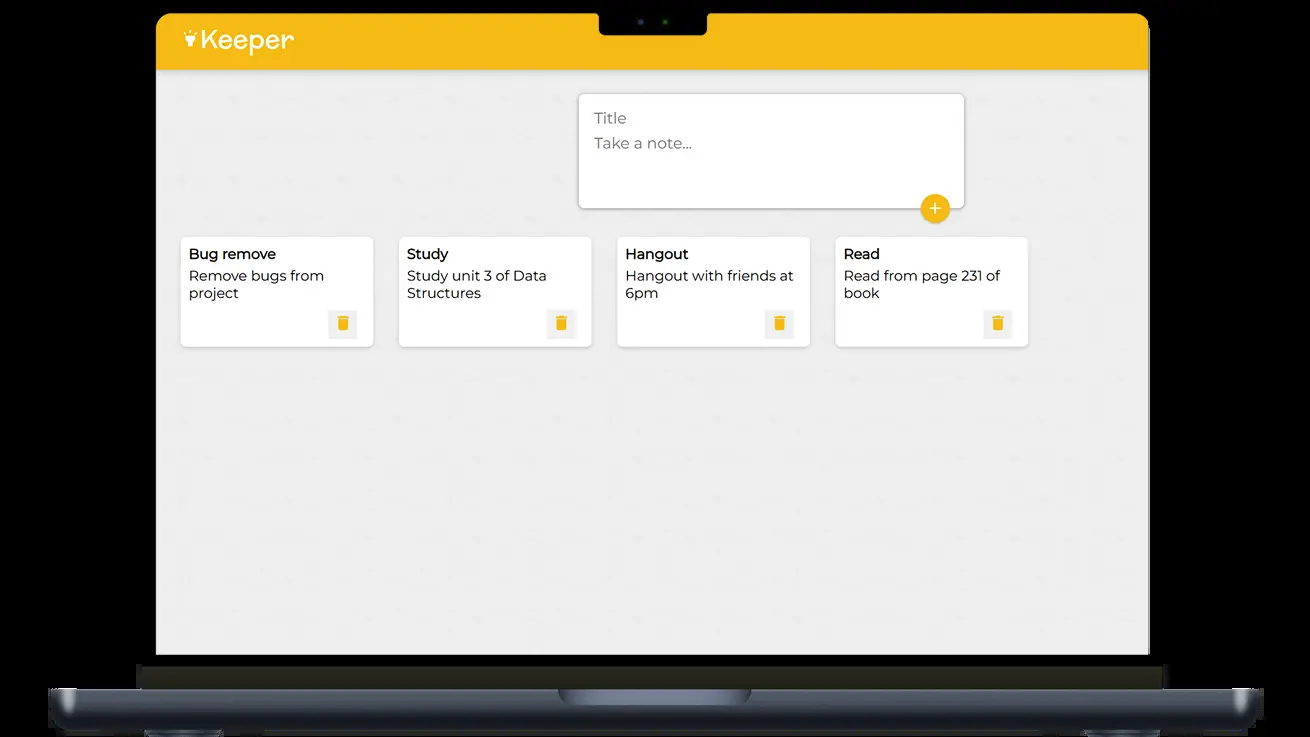 Keeper
Title
Take a note...
Bug remove
Remove bugs from
project
Study
Study unit 3 of Data
Structures
Hangout
Hangout with friends at
6pm
Read
Read from page 231 of
book